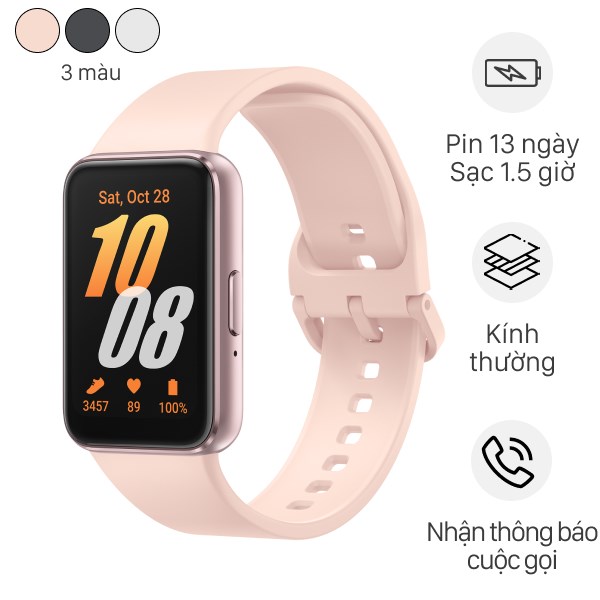 3 màu
Sat, Oct 28
10
08
3457 89 100%
Pin 13 ngày
Sạc 1.5 giờ
Kính
thường
Nhận thông báo
cuộc gọi